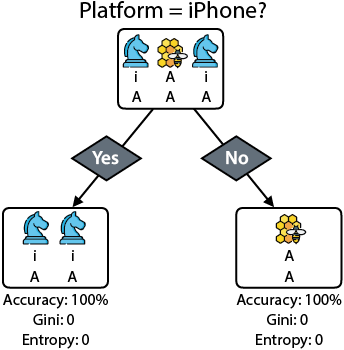 Platform = iPhone?
i A i
A A A
Yes No
i i
A A
Accuracy: 100%
Gini: 0
Entropy: 0
A
A
Accuracy: 100%
Gini: 0
Entropy: 0